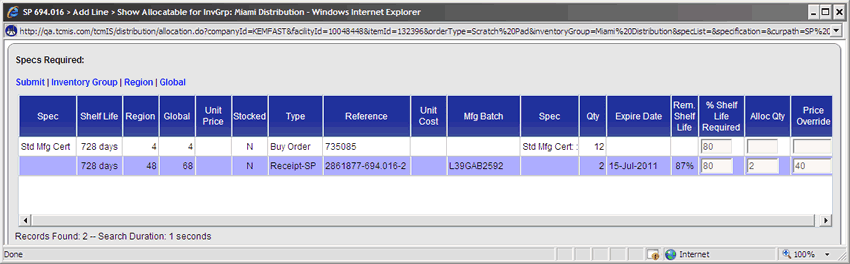 SP 694.016 > Add Line > Show Allocatable for InvGrp: Miami Distribution - Windows Internet Explorer
http://qa.tcmis.com/tcmIS/distribution/allocation.do?companyId=KEMFAST&facilityId=10048448&itemId=132396&orderType=Scratch%20Pad&inventoryGroup=Miami%20Distribution&specList=&specification=&curpath=SP%20
Specs Required:
Submit | Inventory Group | Region | Global
Spec Shelf Life Region Global Unit Price Stocked Type Reference Unit Cost Mfg Batch Spec Qty Expire Date Rem. Shelf Life % Shelf Life Required Alloc Qty Price Override
Std Mfg Cert 728 days 4 4 N Buy Order 735085 Std Mfg Cert: 12 80
728 days 48 68 N Receipt-SP 2861877-694.016-2 L39GAB2592 2 15-Jul-2011 87% 80 2 40
Records Found: 2 -- Search Duration: 1 seconds
Done Internet 100%